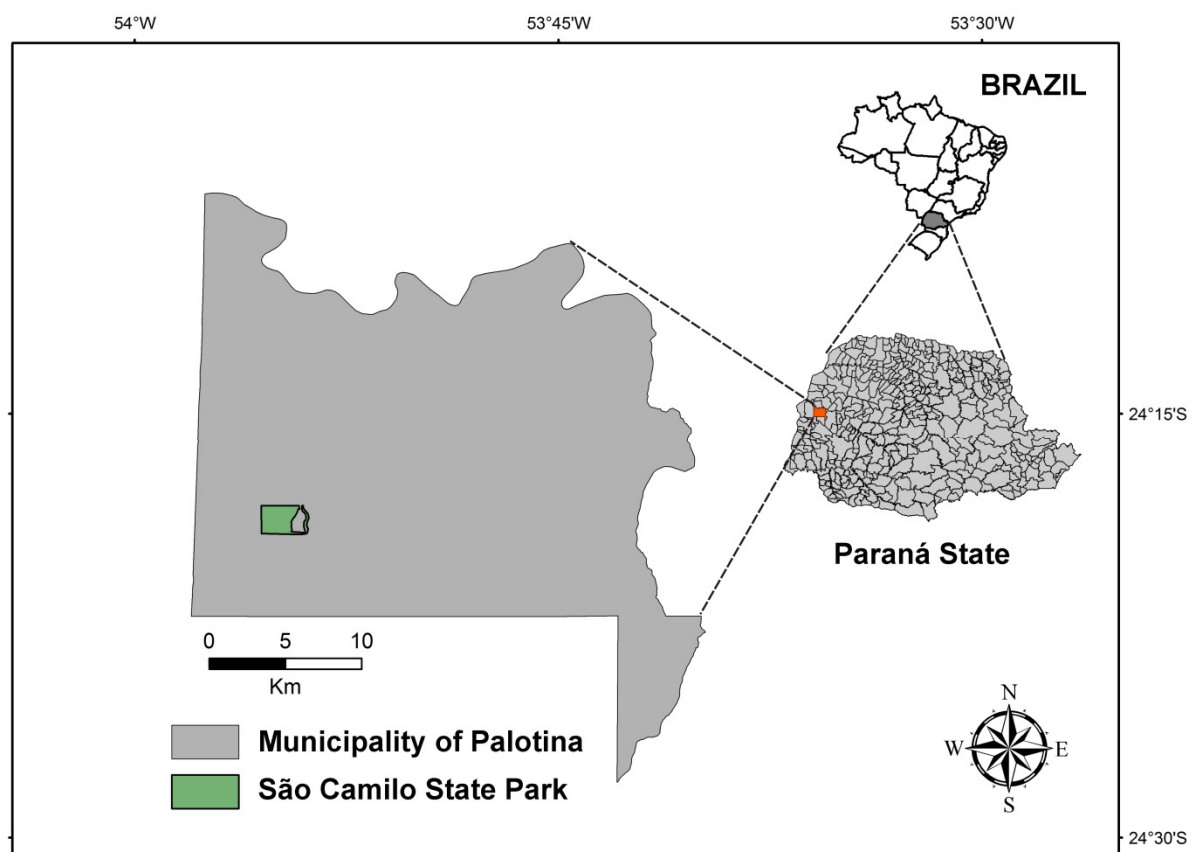 54°W
53°45'W
53°30'W
BRAZIL
24°15'S
Paraná State
0 5 10
Km
Municipality of Palotina
São Camilo State Park
N
W E
S
24°30'S